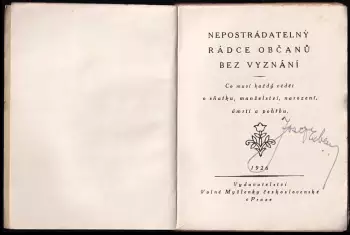 NEPOSTRÁDATELNÝ
RÁDCE OBČANŮ
BEZ VYZNÁNÍ
Co musí každý věděti
o sňatku, manželství, narození,
úmrtí a pohřbu.
1926
Vydavatelství
Volné Myšlenky československé
v Praze